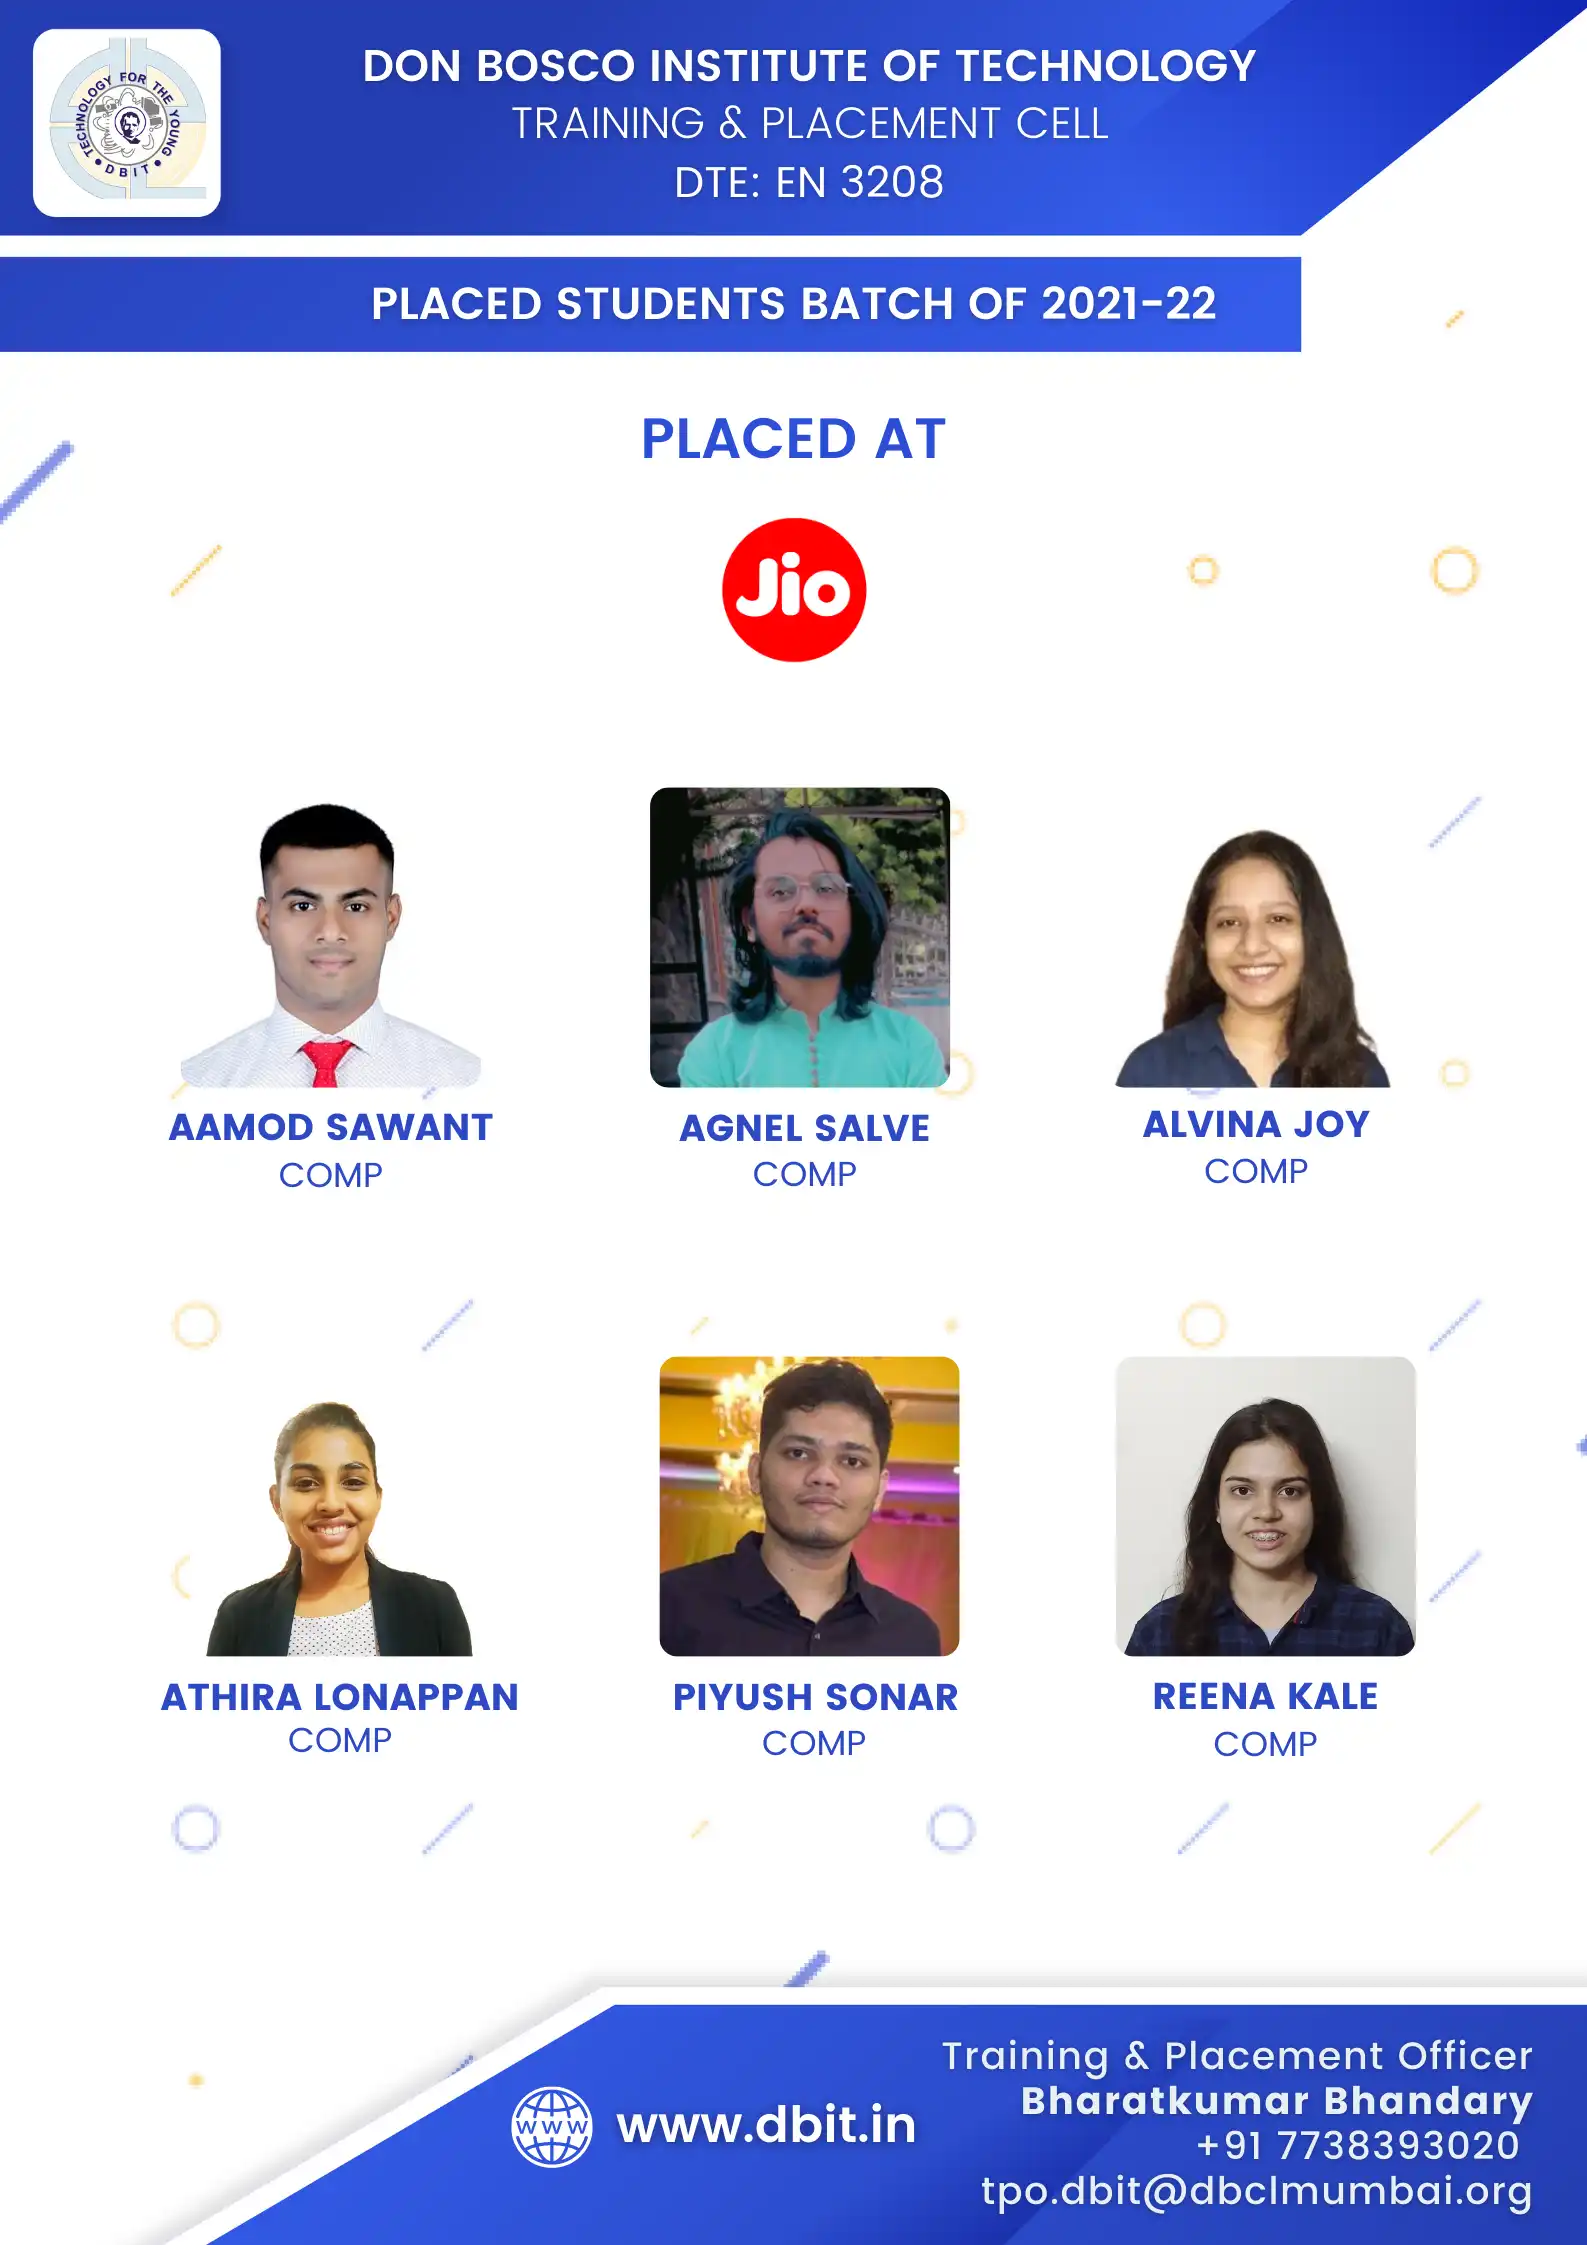 TECHNOLOGY FOR THE YOUNG
DBIT
DON BOSCO INSTITUTE OF TECHNOLOGY
TRAINING & PLACEMENT CELL
DTE: EN 3208
PLACED STUDENTS BATCH OF 2021-22
PLACED AT
Jio
AAMOD SAWANT
COMP
AGNEL SALVE
COMP
ALVINA JOY
COMP
ATHIRA LONAPPAN
COMP
PIYUSH SONAR
COMP
REENA KALE
COMP
WWW
www.dbit.in
Training & Placement Officer
Bharatkumar Bhandary
+91 7738393020
tpo.dbit@dbclmumbai.org